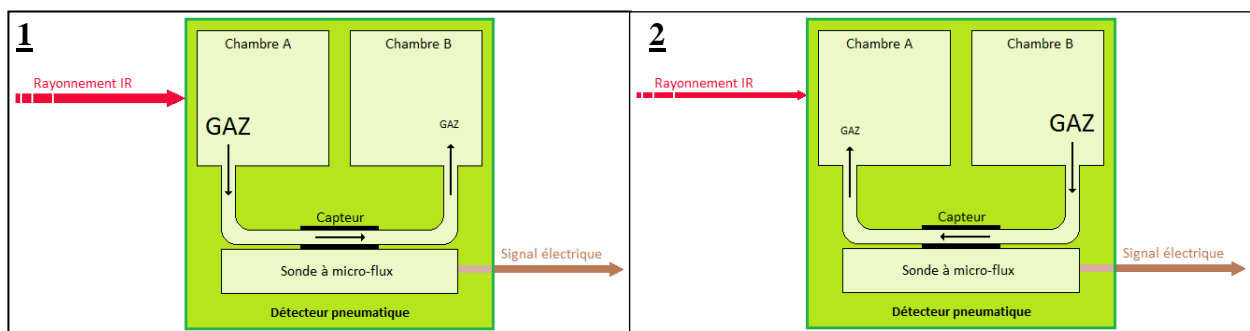 1
Chambre A
Chambre B
Rayonnement IR
GAZ
GAZ
Capteur
Signal électrique
Sonde à micro-flux
Détecteur pneumatique
2
Chambre A
Chambre B
Rayonnement IR
GAZ
GAZ
Capteur
Signal électrique
Sonde à micro-flux
Détecteur pneumatique